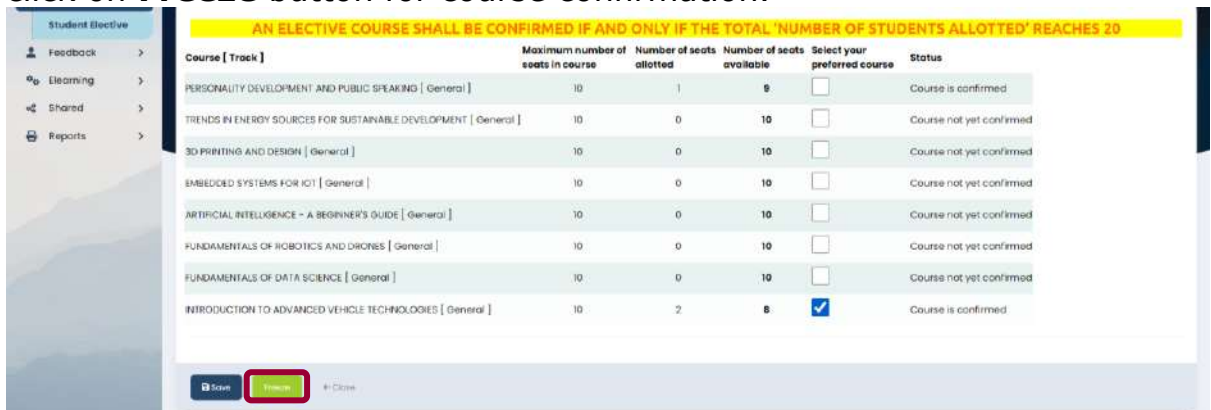 Click on FREEZE button for course confirmation.
Student Elective
Feedback
Elearning
Shared
Reports
AN ELECTIVE COURSE SHALL BE CONFIRMED IF AND ONLY IF THE TOTAL 'NUMBER OF STUDENTS ALLOTTED' REACHES 20
Course [ Track ] Maximum number of seats in course Number of seats allotted Number of seats available Select your preferred course Status
PERSONALITY DEVELOPMENT AND PUBLIC SPEAKING [ General ] 10 1 9 Course is confirmed
TRENDS IN ENERGY SOURCES FOR SUSTAINABLE DEVELOPMENT [ General ] 10 0 10 Course not yet confirmed
3D PRINTING AND DESIGN [ General ] 10 0 10 Course not yet confirmed
EMBEDDED SYSTEMS FOR IOT [ General ] 10 0 10 Course not yet confirmed
ARTIFICIAL INTELLIGENCE - A BEGINNER'S GUIDE [ General ] 10 0 10 Course not yet confirmed
FUNDAMENTALS OF ROBOTICS AND DRONES [ General ] 10 0 10 Course not yet confirmed
FUNDAMENTALS OF DATA SCIENCE [ General ] 10 0 10 Course not yet confirmed
INTRODUCTION TO ADVANCED VEHICLE TECHNOLOGIES [ General ] 10 2 8 Course is confirmed
Save Freeze Close